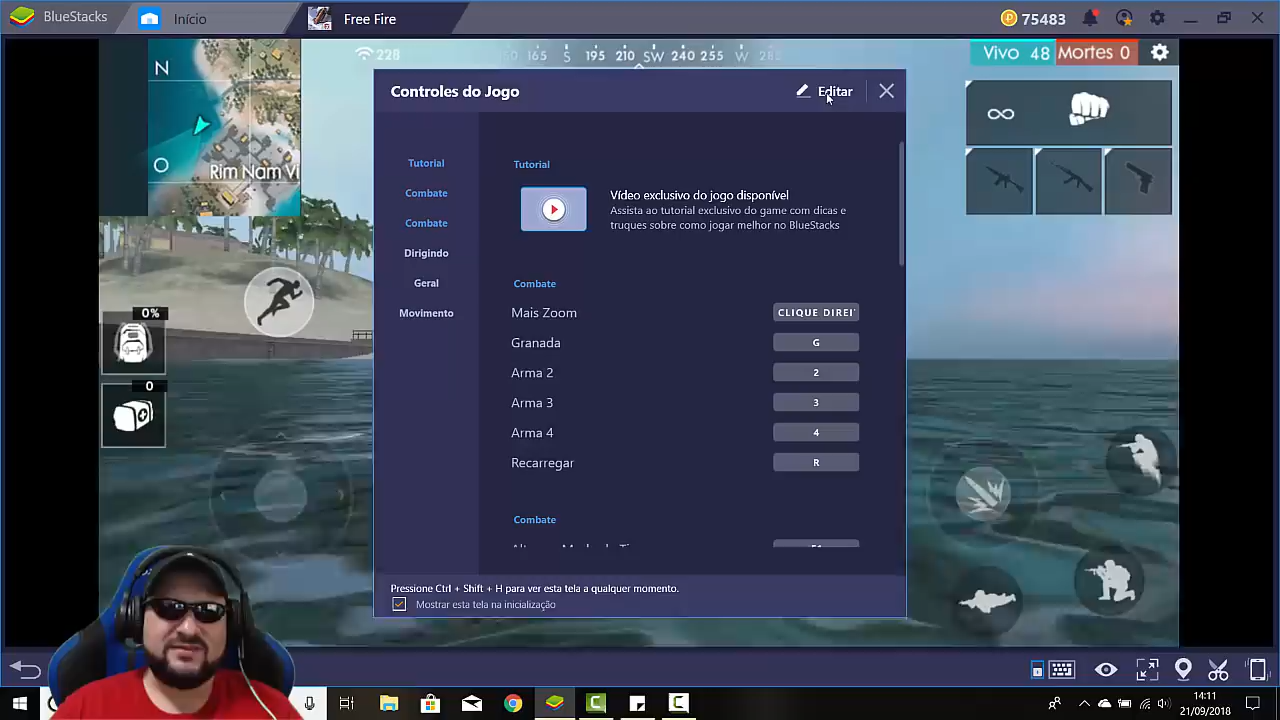 BlueStacks
Início
Free Fire
75483
228
165 S 195 210 SW 240 255 W 285
Vivo 48 Mortes 0
N
O
Rim Nam Vi
0%
0
Controles do Jogo
Editar
Tutorial
Combate
Combate
Dirigindo
Geral
Movimento
Tutorial
Vídeo exclusivo do jogo disponível
Assista ao tutorial exclusivo do game com dicas e
truques sobre como jogar melhor no BlueStacks
Combate
Mais Zoom CLIQUE DIREI
Granada G
Arma 2 2
Arma 3 3
Arma 4 4
Recarregar R
Combate
Pressione Ctrl + Shift + H para ver esta tela a qualquer momento.
Mostrar esta tela na inicialização
14:11
21/09/2018